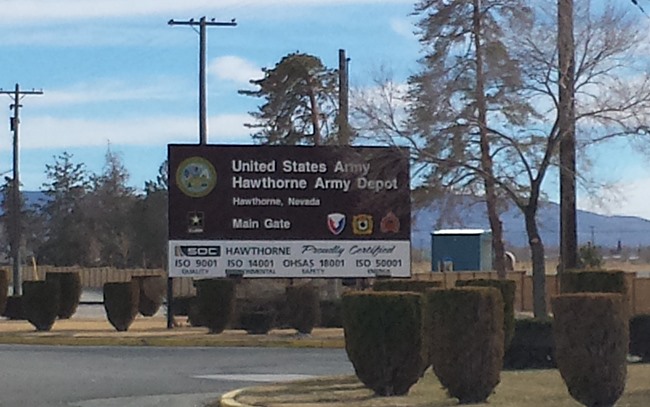 United States Army
Hawthorne Army Depot
Hawthorne, Nevada
Main Gate
SOC HAWTHORNE Proudly Certified
ISO 9001 ISO 14001 OHSAS 18001 ISO 50001
QUALITY ENVIRONMENTAL SAFETY ENERGY